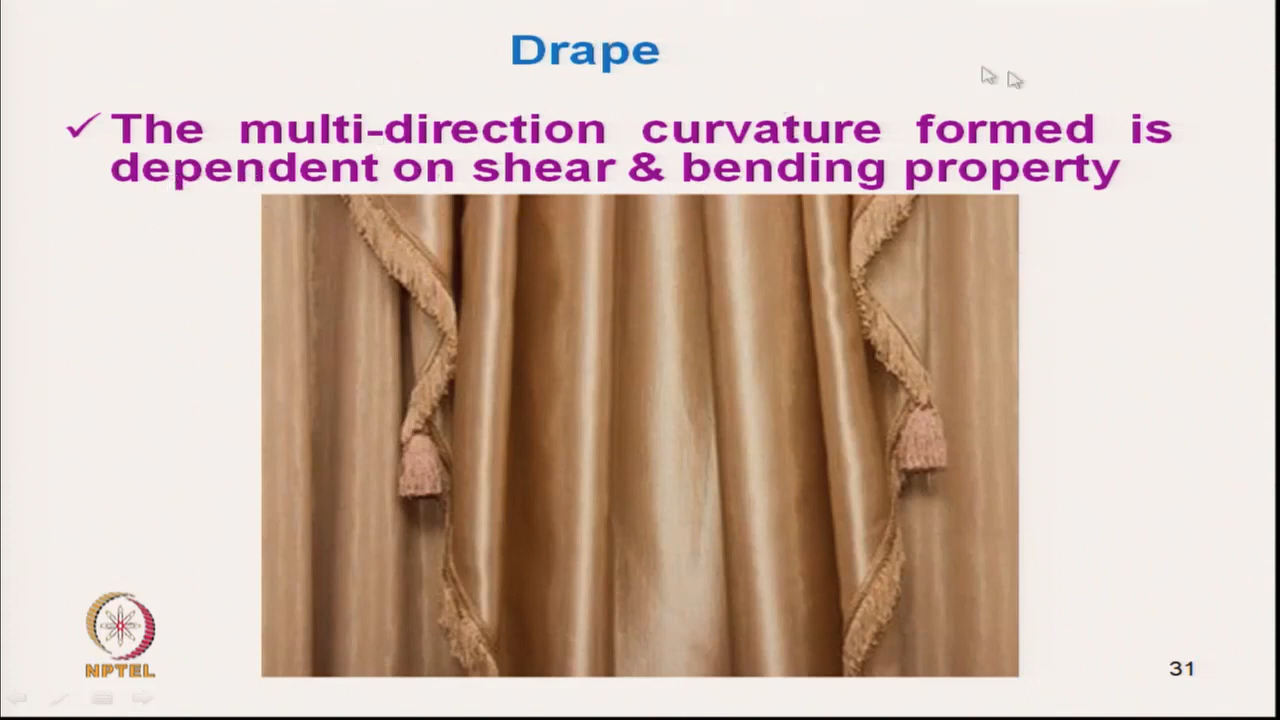 Drape
✓ The multi-direction curvature formed is
dependent on shear & bending property
NPTEL
31